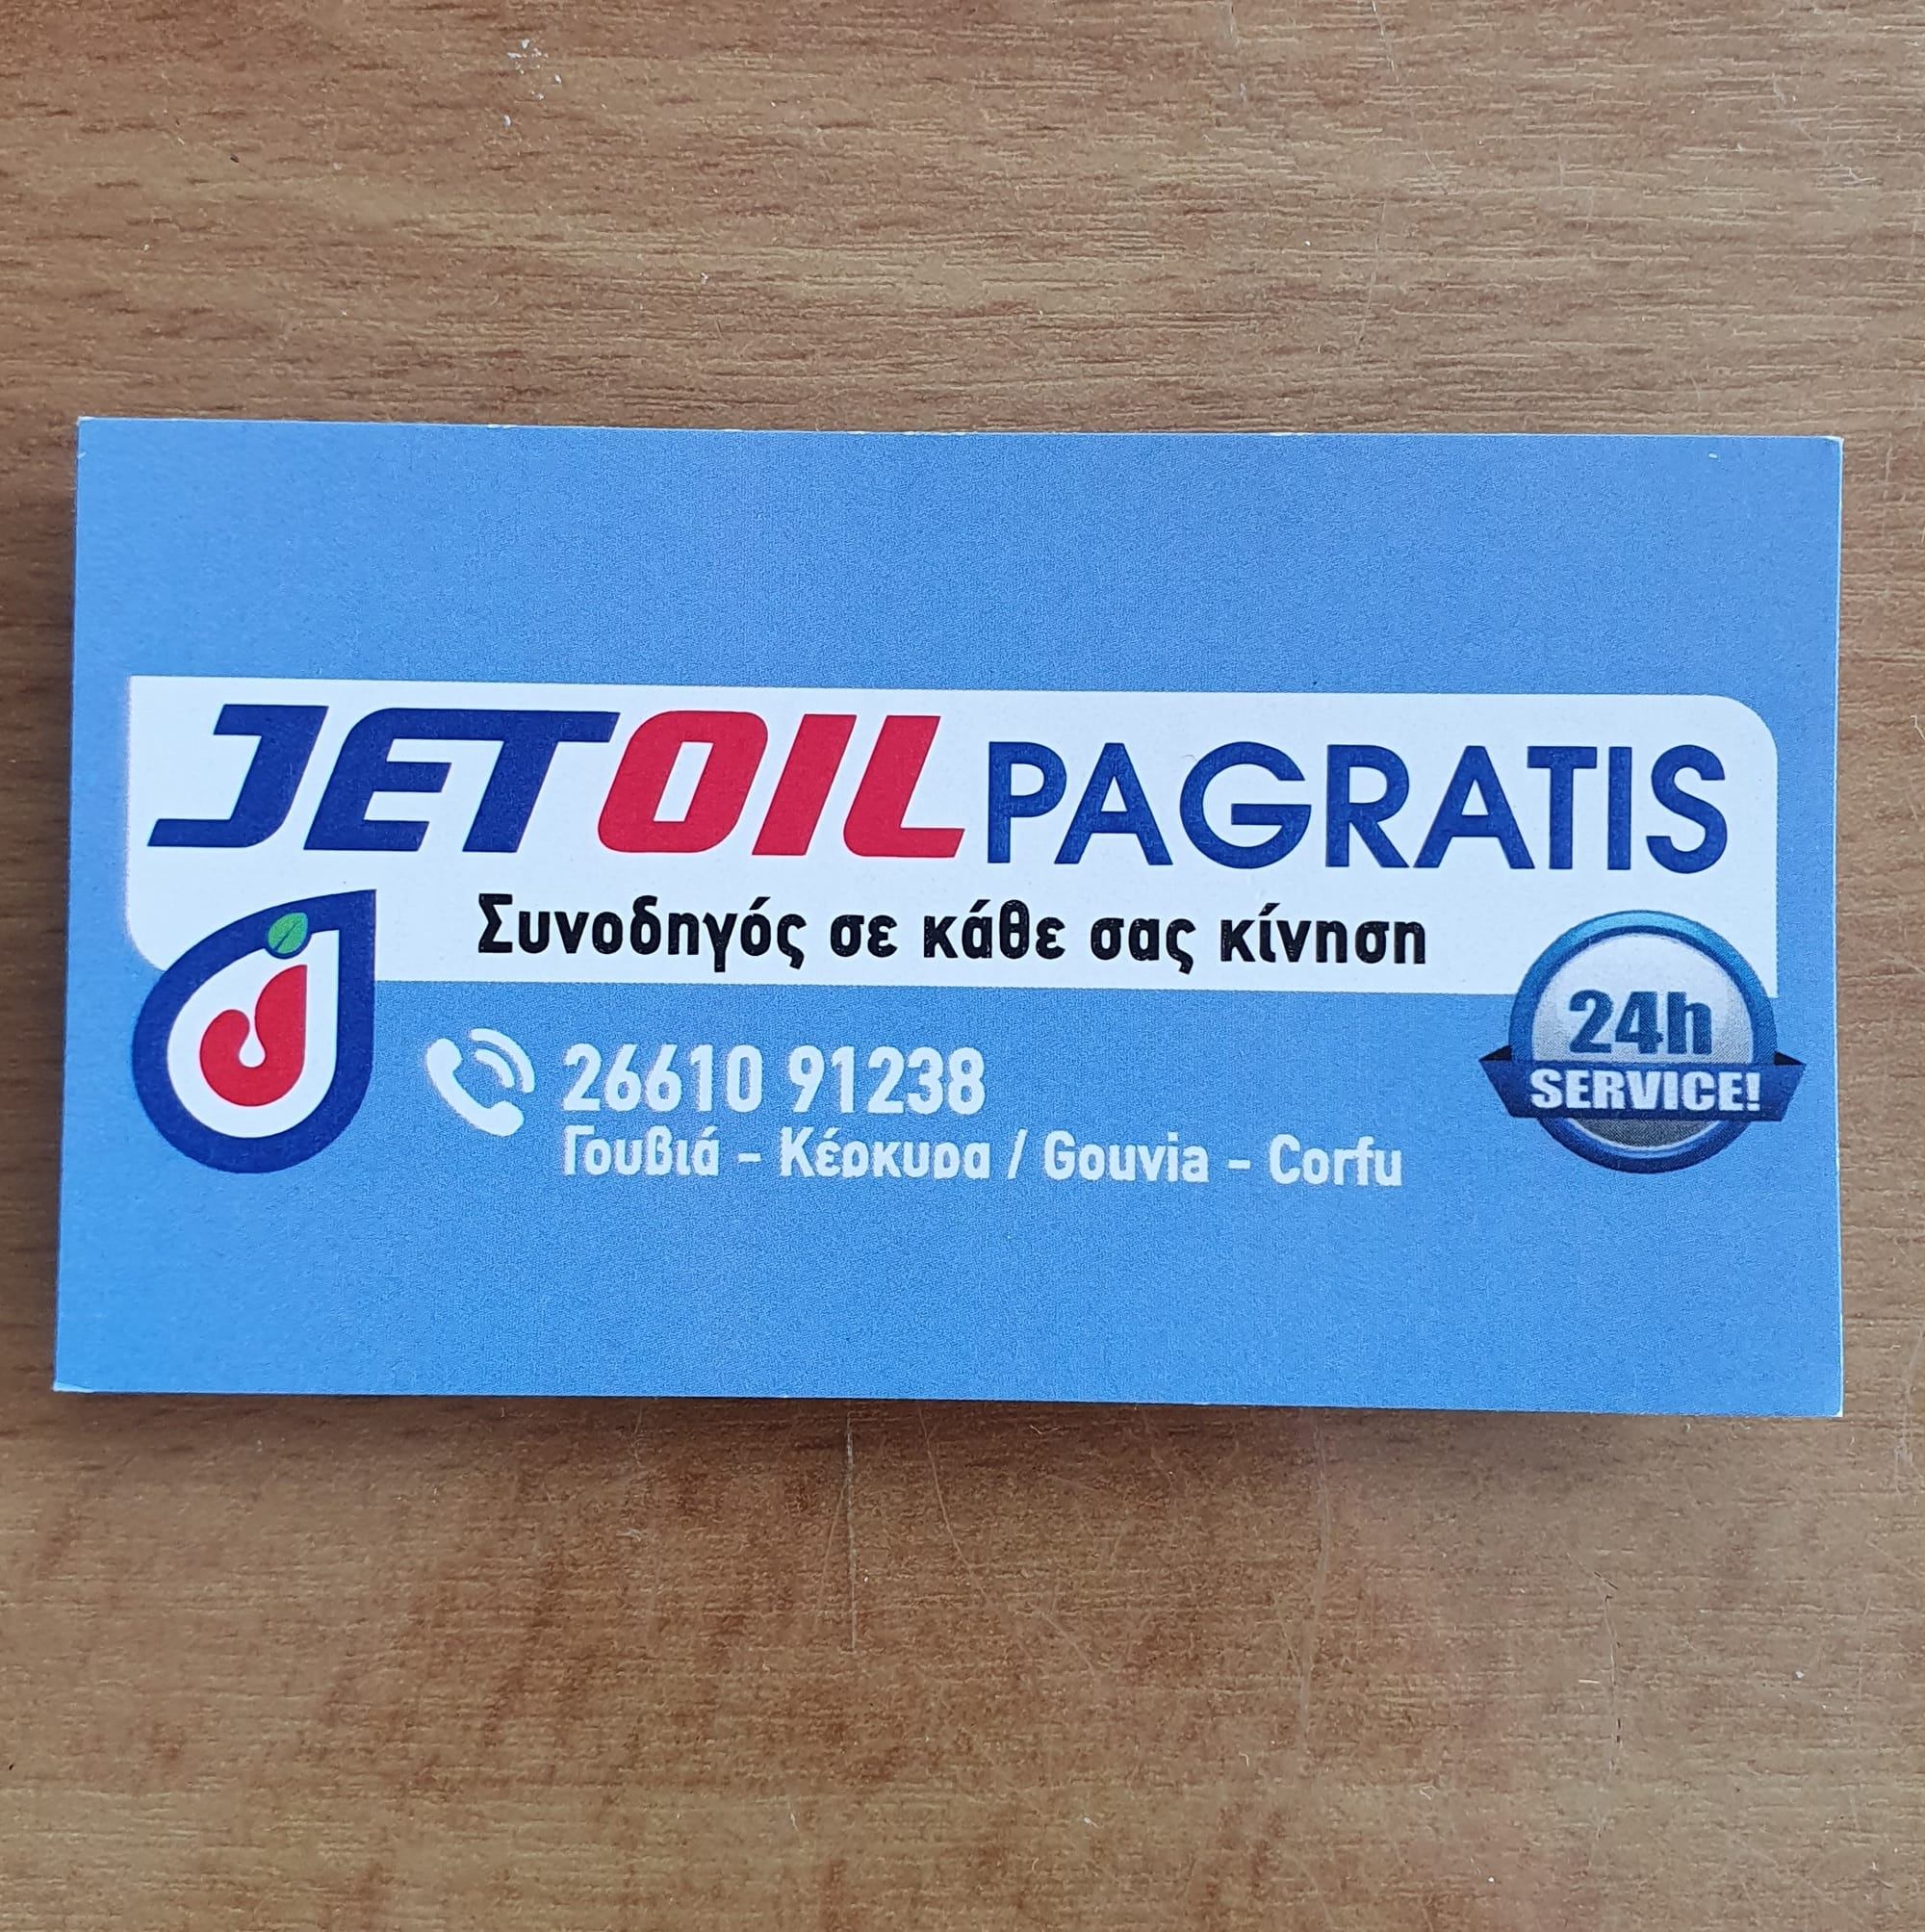 JETOIL PAGRATIS
Συνοδηγός σε κάθε σας κίνηση
24h
SERVICE!
26610 91238
Γουβιά - Κέρκυρα / Gouvia - Corfu